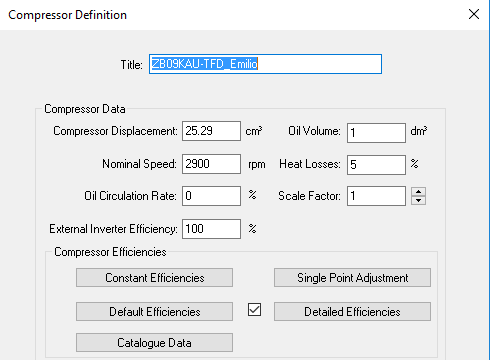 Compressor Definition
Title: ZB09KAU-TFD_Emilio
Compressor Data
Compressor Displacement: 25.29 cm³ Oil Volume: 1 dm³
Nominal Speed: 2900 rpm Heat Losses: 5 %
Oil Circulation Rate: 0 % Scale Factor: 1
External Inverter Efficiency: 100 %
Compressor Efficiencies
Constant Efficiencies Single Point Adjustment
Default Efficiencies Detailed Efficiencies
Catalogue Data